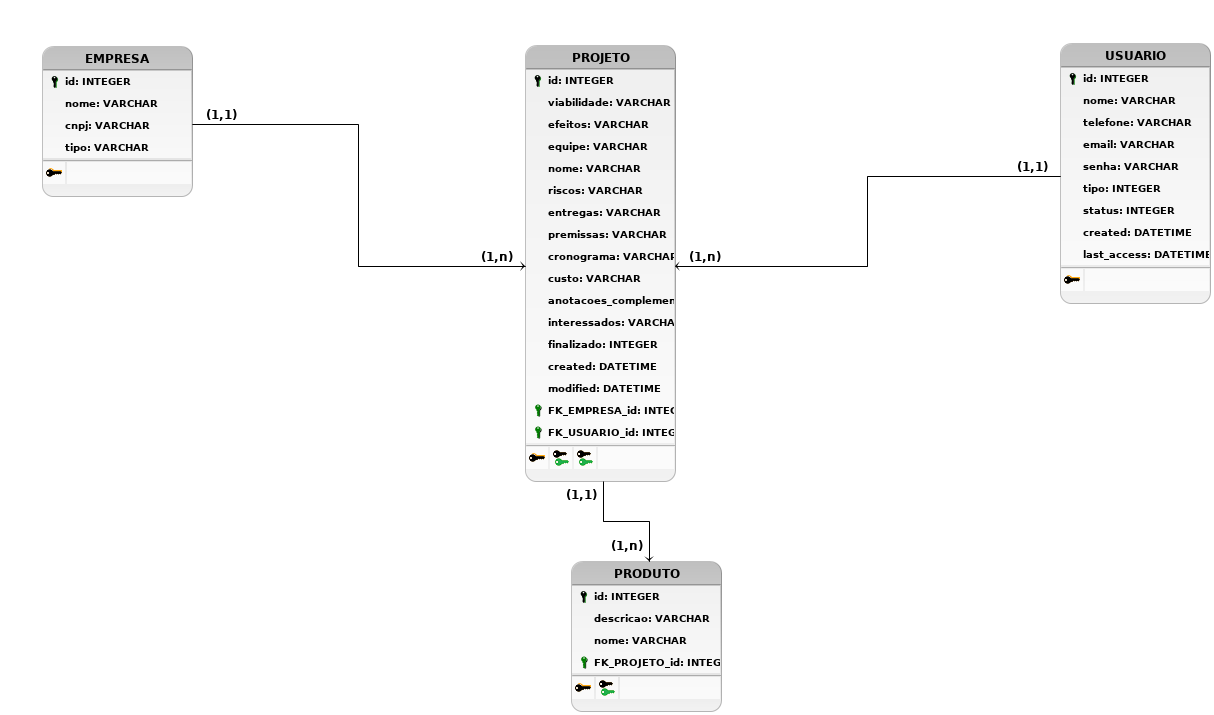 EMPRESA
id: INTEGER
nome: VARCHAR
cnpj: VARCHAR
tipo: VARCHAR
(1,1)
(1,n)
PROJETO
id: INTEGER
viabilidade: VARCHAR
efeitos: VARCHAR
equipe: VARCHAR
nome: VARCHAR
riscos: VARCHAR
entregas: VARCHAR
premissas: VARCHAR
cronograma: VARCHAR
custo: VARCHAR
anotacoes_complemen
interessados: VARCHA
finalizado: INTEGER
created: DATETIME
modified: DATETIME
FK_EMPRESA_id: INTEG
FK_USUARIO_id: INTEG
(1,n)
(1,1)
USUARIO
id: INTEGER
nome: VARCHAR
telefone: VARCHAR
email: VARCHAR
senha: VARCHAR
tipo: INTEGER
status: INTEGER
created: DATETIME
last_access: DATETIME
(1,1)
(1,n)
PRODUTO
id: INTEGER
descricao: VARCHAR
nome: VARCHAR
FK_PROJETO_id: INTEG